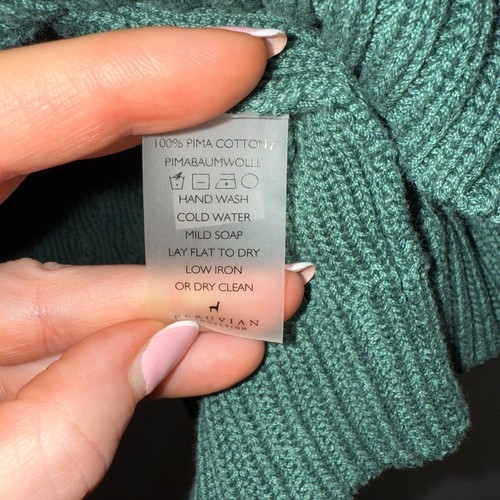 100% PIMA COTTON/
PIMABAUMWOLLE
HAND WASH
COLD WATER
MILD SOAP
LAY FLAT TO DRY
LOW IRON
OR DRY CLEAN
PERUVIAN
CONNECTION